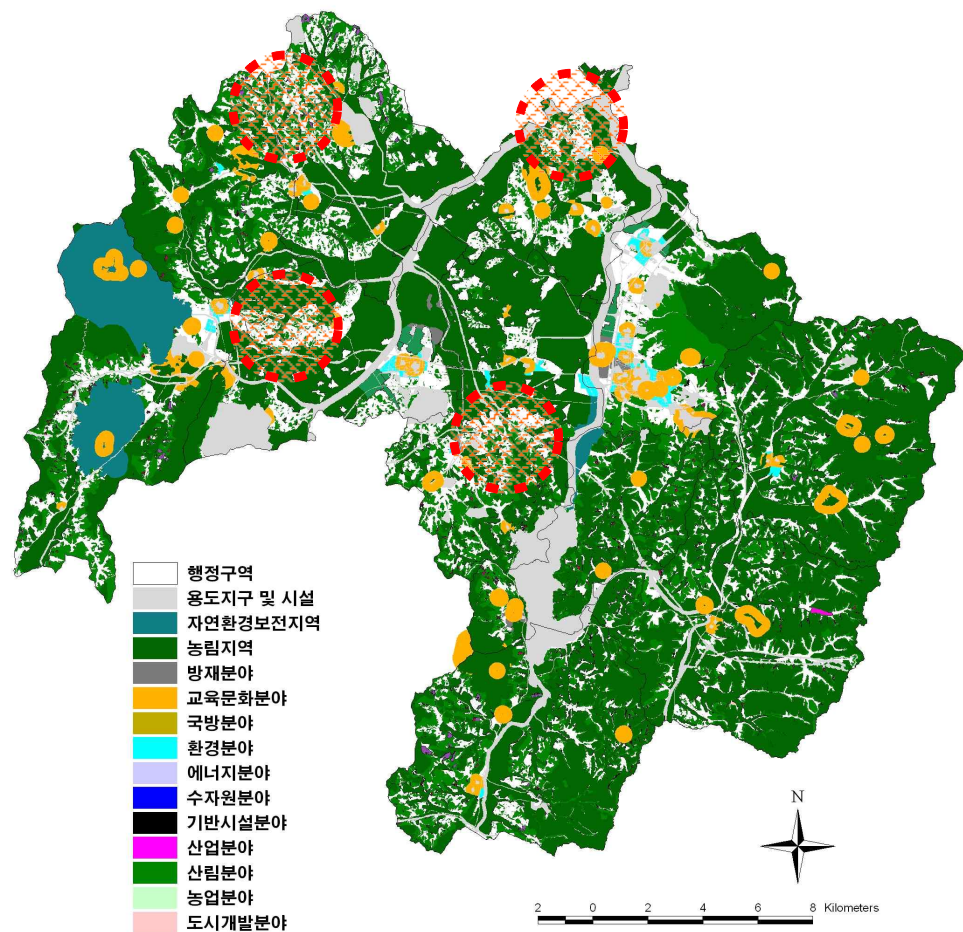 행정구역
용도지구 및 시설
자연환경보전지역
농림지역
방재분야
교육문화분야
국방분야
환경분야
에너지분야
수자원분야
기반시설분야
산업분야
산림분야
농업분야
도시개발분야
N
2 0 2 4 6 8 Kilometers